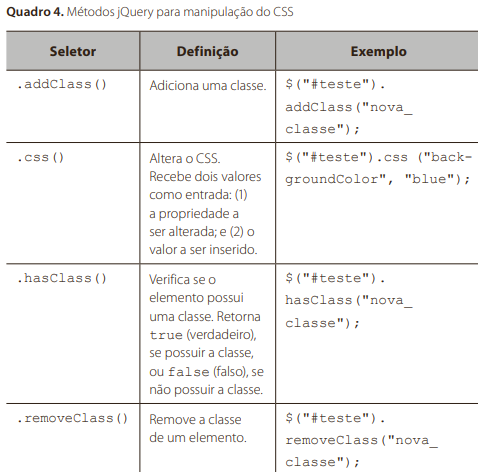 Quadro 4. Métodos jQuery para manipulação do CSS
Seletor Definição Exemplo
.addClass() Adiciona uma classe. $("#teste").
addClass("nova_
classe");
.css() Altera o CSS. $("#teste").css ("back-
Recebe dois valores groundColor", "blue");
como entrada: (1)
a propriedade a
ser alterada; e (2) o
valor a ser inserido.
.hasClass() Verifica se o $("#teste").
elemento possui hasClass("nova_
uma classe. Retorna classe");
true (verdadeiro),
se possuir a classe,
ou false (falso), se
não possuir a classe.
.removeClass() Remove a classe $("#teste").
de um elemento. removeClass("nova_
classe");